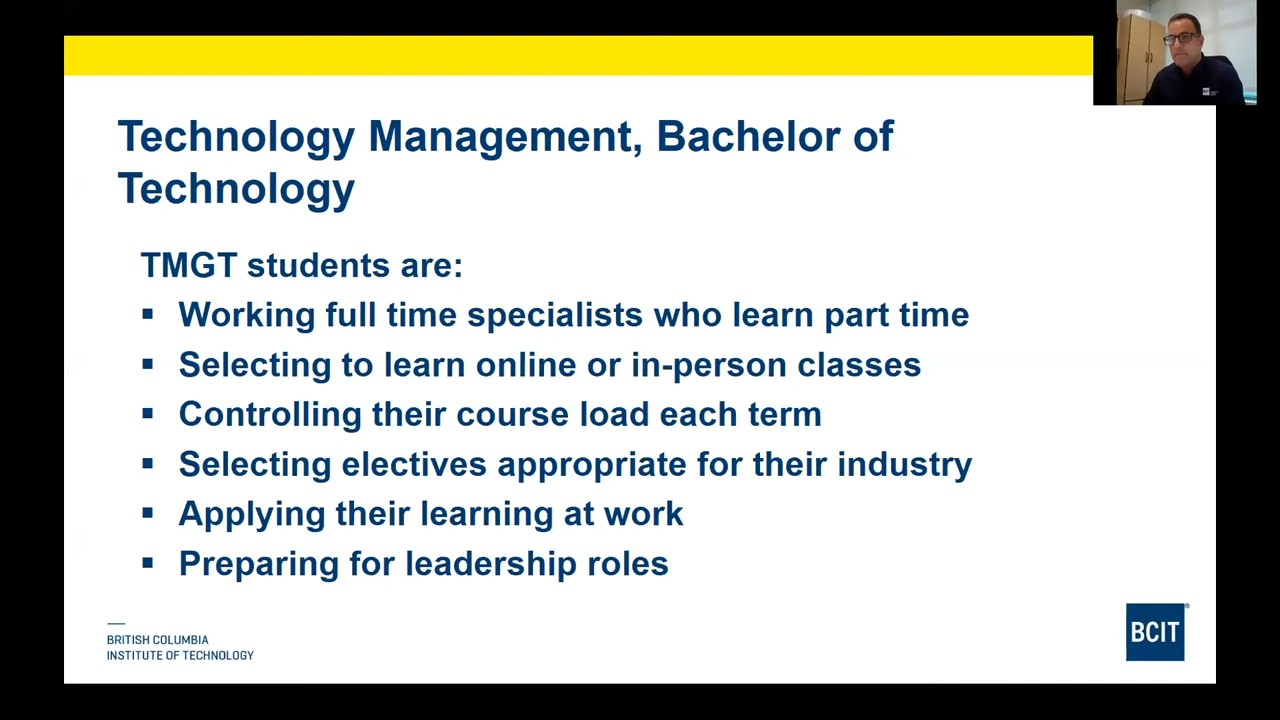 Technology Management, Bachelor of
Technology
TMGT students are:
▪ Working full time specialists who learn part time
▪ Selecting to learn online or in-person classes
▪ Controlling their course load each term
▪ Selecting electives appropriate for their industry
▪ Applying their learning at work
▪ Preparing for leadership roles
BRITISH COLUMBIA
INSTITUTE OF TECHNOLOGY
BCIT®